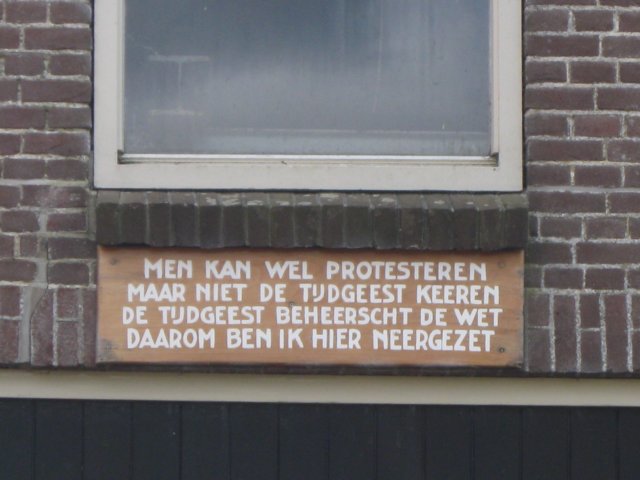 MEN KAN WEL PROTESTEREN
MAAR NIET DE TIJDGEEST KEEREN
DE TIJDGEEST BEHEERSCHT DE WET
DAAROM BEN IK HIER NEERGEZET